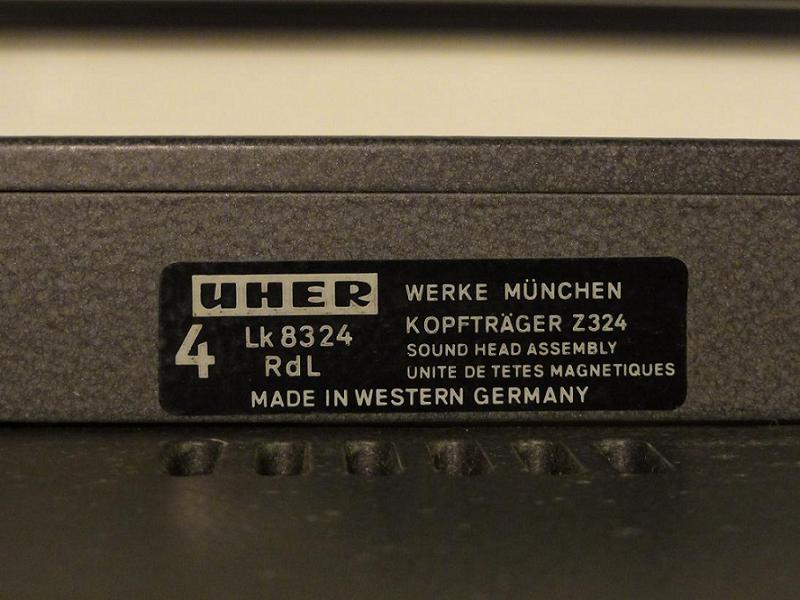 UHER WERKE MÜNCHEN
4 Lk 8324 KOPFTRÄGER Z324
RdL SOUND HEAD ASSEMBLY
UNITE DE TETES MAGNETIQUES
MADE IN WESTERN GERMANY